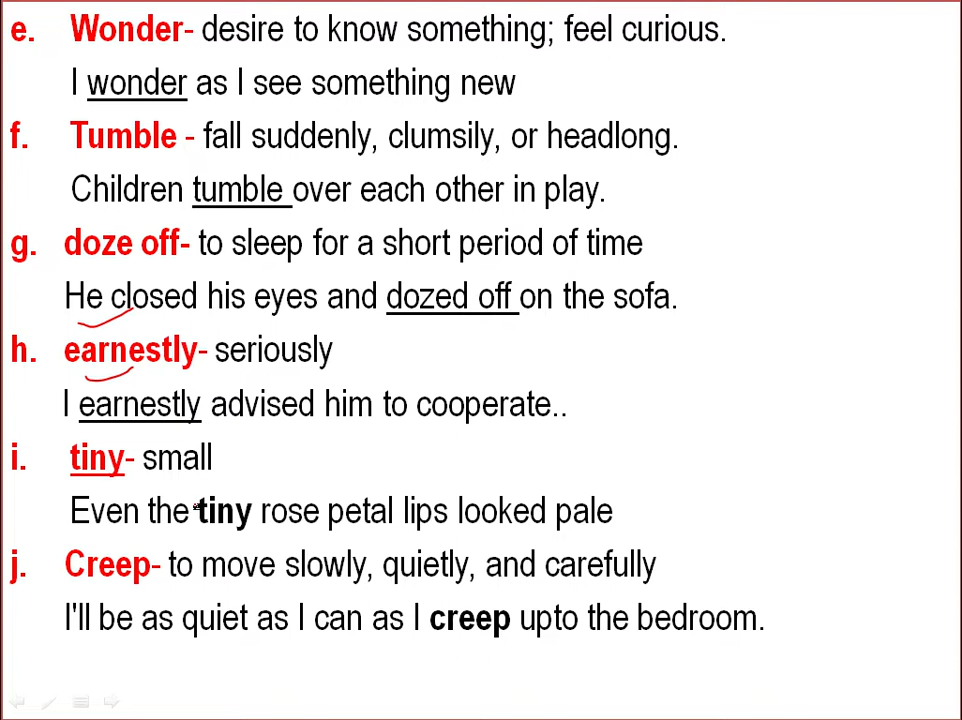 e. Wonder- desire to know something; feel curious.
I wonder as I see something new
f. Tumble - fall suddenly, clumsily, or headlong.
Children tumble over each other in play.
g. doze off- to sleep for a short period of time
He closed his eyes and dozed off on the sofa.
h. earnestly- seriously
I earnestly advised him to cooperate..
i. tiny- small
Even the tiny rose petal lips looked pale
j. Creep- to move slowly, quietly, and carefully
I'll be as quiet as I can as I creep upto the bedroom.